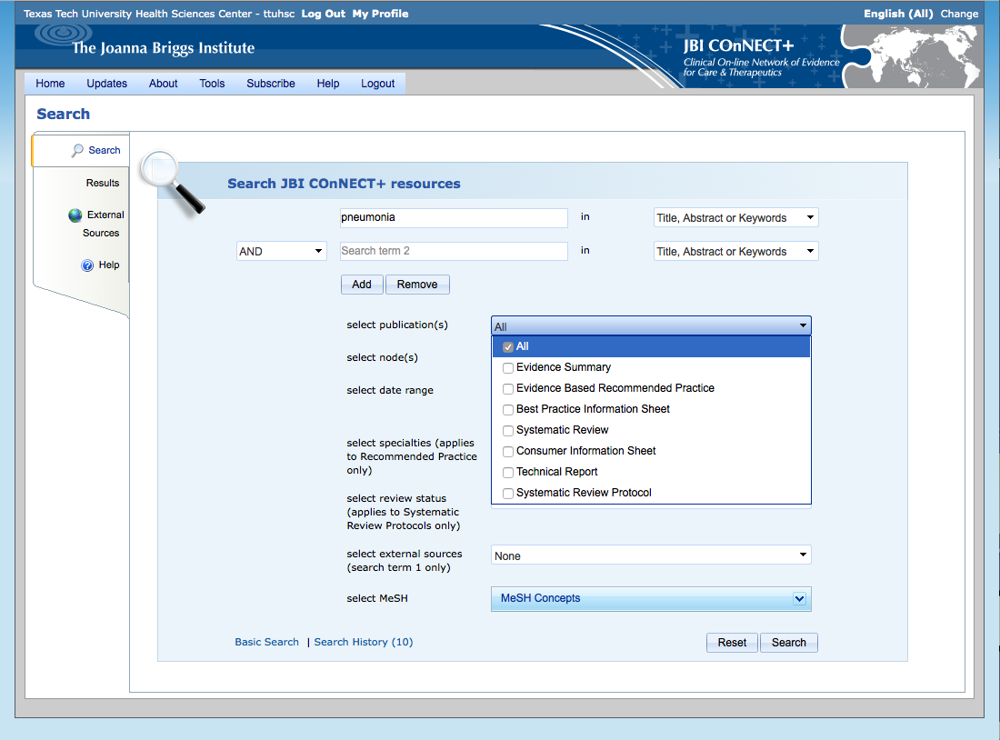 Texas Tech University Health Sciences Center - ttuhsc Log Out My Profile English (All) Change
The Joanna Briggs Institute
JBI COnNECT+
Clinical On-line Network of Evidence
for Care & Therapeutics
Home Updates About Tools Subscribe Help Logout
Search
Search
Results
External
Sources
Help
Search JBI COnNECT+ resources
pneumonia in Title, Abstract or Keywords
AND Search term 2 in Title, Abstract or Keywords
Add Remove
select publication(s) All
All
select node(s)
Evidence Summary
Evidence Based Recommended Practice
select date range
Best Practice Information Sheet
Systematic Review
select specialties (applies
to Recommended Practice
only)
Consumer Information Sheet
Technical Report
Systematic Review Protocol
select review status
(applies to Systematic
Review Protocols only)
select external sources
(search term 1 only)
None
select MeSH MeSH Concepts
Basic Search | Search History (10) Reset Search